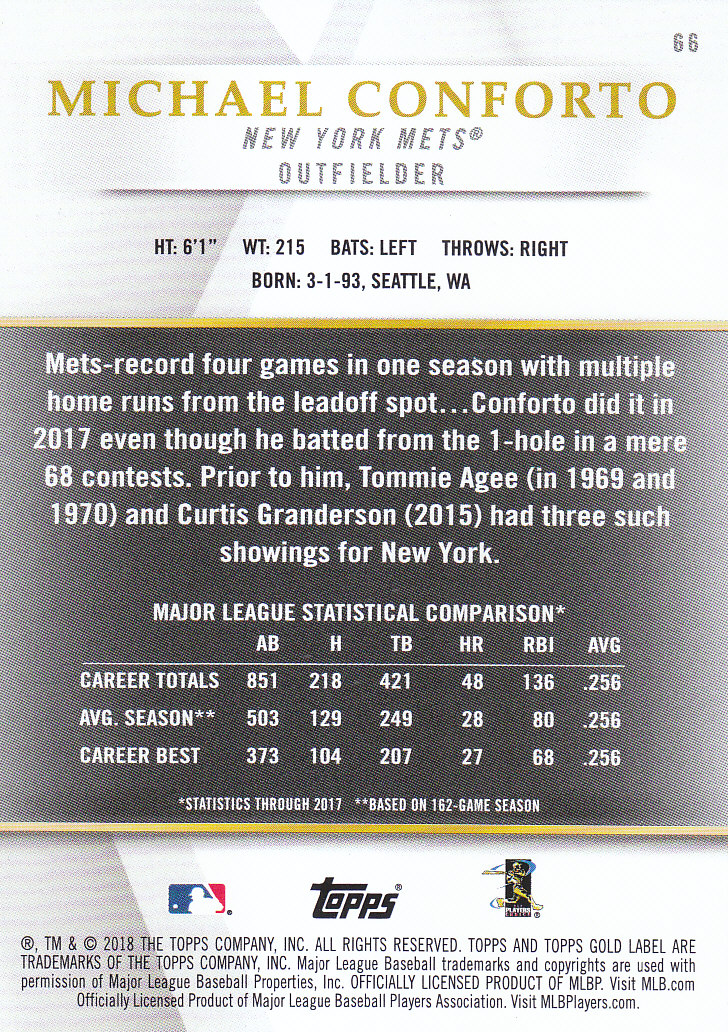 66
MICHAEL CONFORTO
NEW YORK METS®
OUTFIELDER
HT: 6'1" WT: 215 BATS: LEFT THROWS: RIGHT
BORN: 3-1-93, SEATTLE, WA
Mets-record four games in one season with multiple
home runs from the leadoff spot...Conforto did it in
2017 even though he batted from the 1-hole in a mere
68 contests. Prior to him, Tommie Agee (in 1969 and
1970) and Curtis Granderson (2015) had three such
showings for New York.
MAJOR LEAGUE STATISTICAL COMPARISON*
AB H TB HR RBI AVG
CAREER TOTALS 851 218 421 48 136 .256
AVG. SEASON** 503 129 249 28 80 .256
CAREER BEST 373 104 207 27 68 .256
*STATISTICS THROUGH 2017 **BASED ON 162-GAME SEASON
topps®
PLAYERS
®, TM & © 2018 THE TOPPS COMPANY, INC. ALL RIGHTS RESERVED. TOPPS AND TOPPS GOLD LABEL ARE
TRADEMARKS OF THE TOPPS COMPANY, INC. Major League Baseball trademarks and copyrights are used with
permission of Major League Baseball Properties, Inc. OFFICIALLY LICENSED PRODUCT OF MLBP. Visit MLB.com
Officially Licensed Product of Major League Baseball Players Association. Visit MLBPlayers.com.